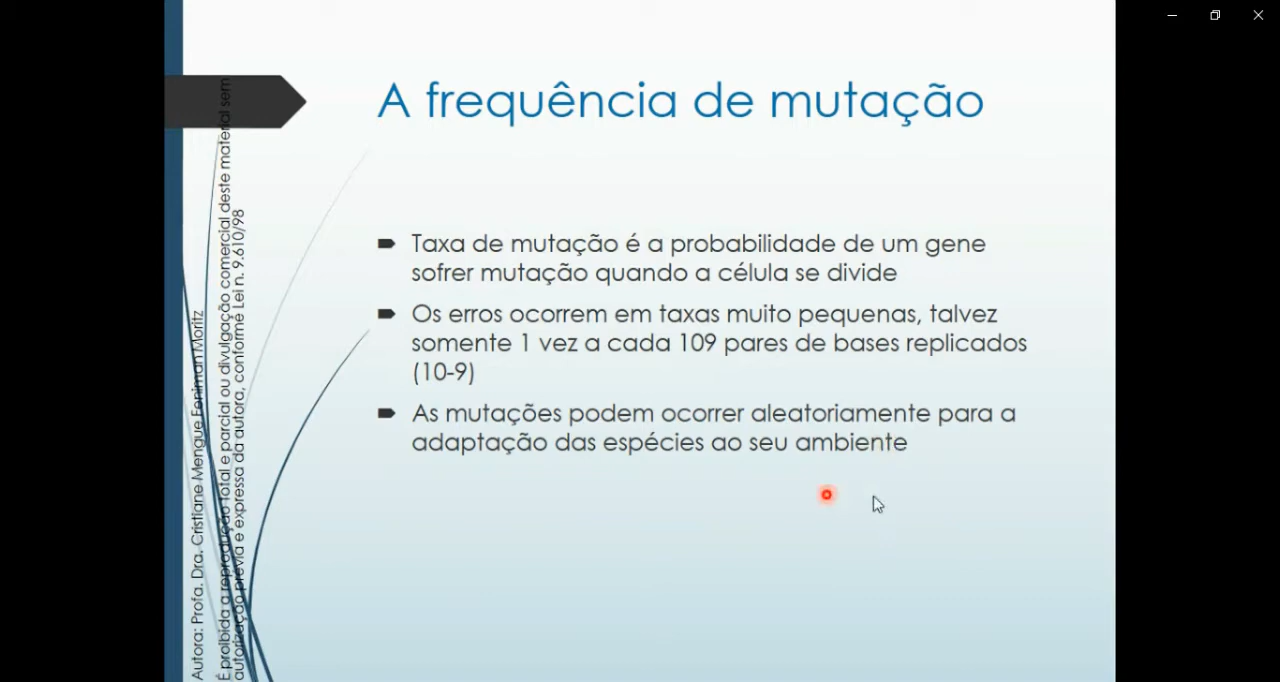 A frequência de mutação
Taxa de mutação é a probabilidade de um gene
sofrer mutação quando a célula se divide
Os erros ocorrem em taxas muito pequenas, talvez
somente 1 vez a cada 109 pares de bases replicados
(10-9)
As mutações podem ocorrer aleatoriamente para a
adaptação das espécies ao seu ambiente
Autora: Profa. Dra. Cristiane Mengue Feniman Moritz
É proibida a reprodução total e parcial ou divulgação comercial deste material sem
autorização prévia e expressa da autora, conforme Lei n. 9.610/98